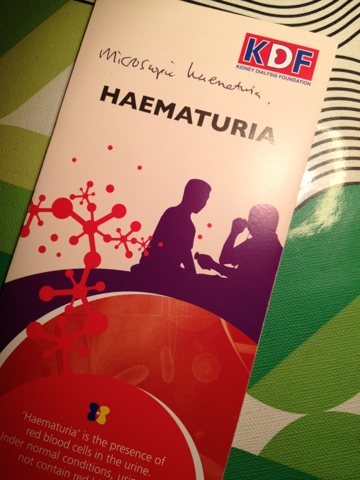 KDF
KIDNEY DIALYSIS FOUNDATION
Microscopic haematuria.
HAEMATURIA
'Haematuria' is the presence of
red blood cells in the urine.
Under normal conditions,
not contain red